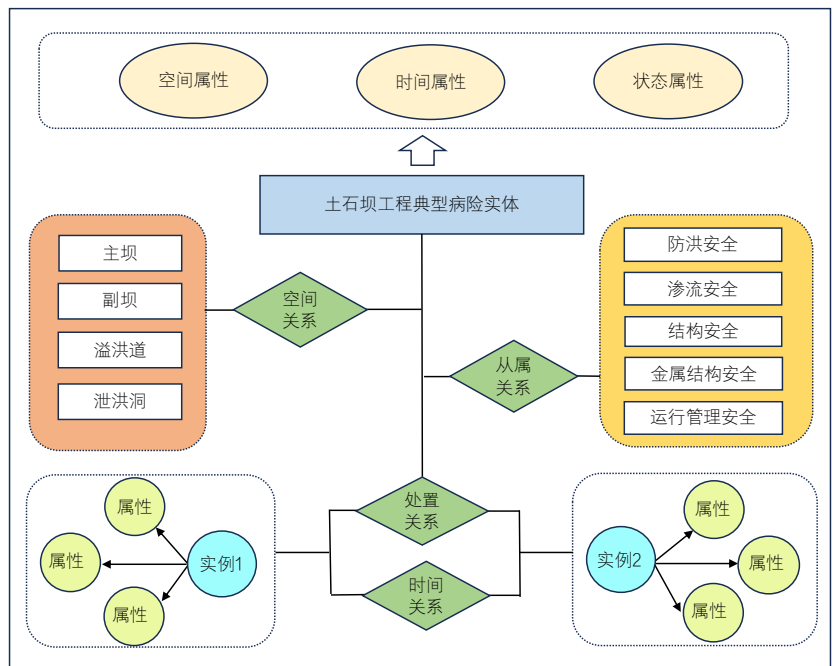 空间属性
时间属性
状态属性
土石坝工程典型病险实体
主坝
副坝
溢洪道
泄洪洞
空间
关系
防洪安全
渗流安全
结构安全
金属结构安全
运行管理安全
从属
关系
属性
属性
属性
实例1
处置
关系
时间
关系
实例2
属性
属性
属性